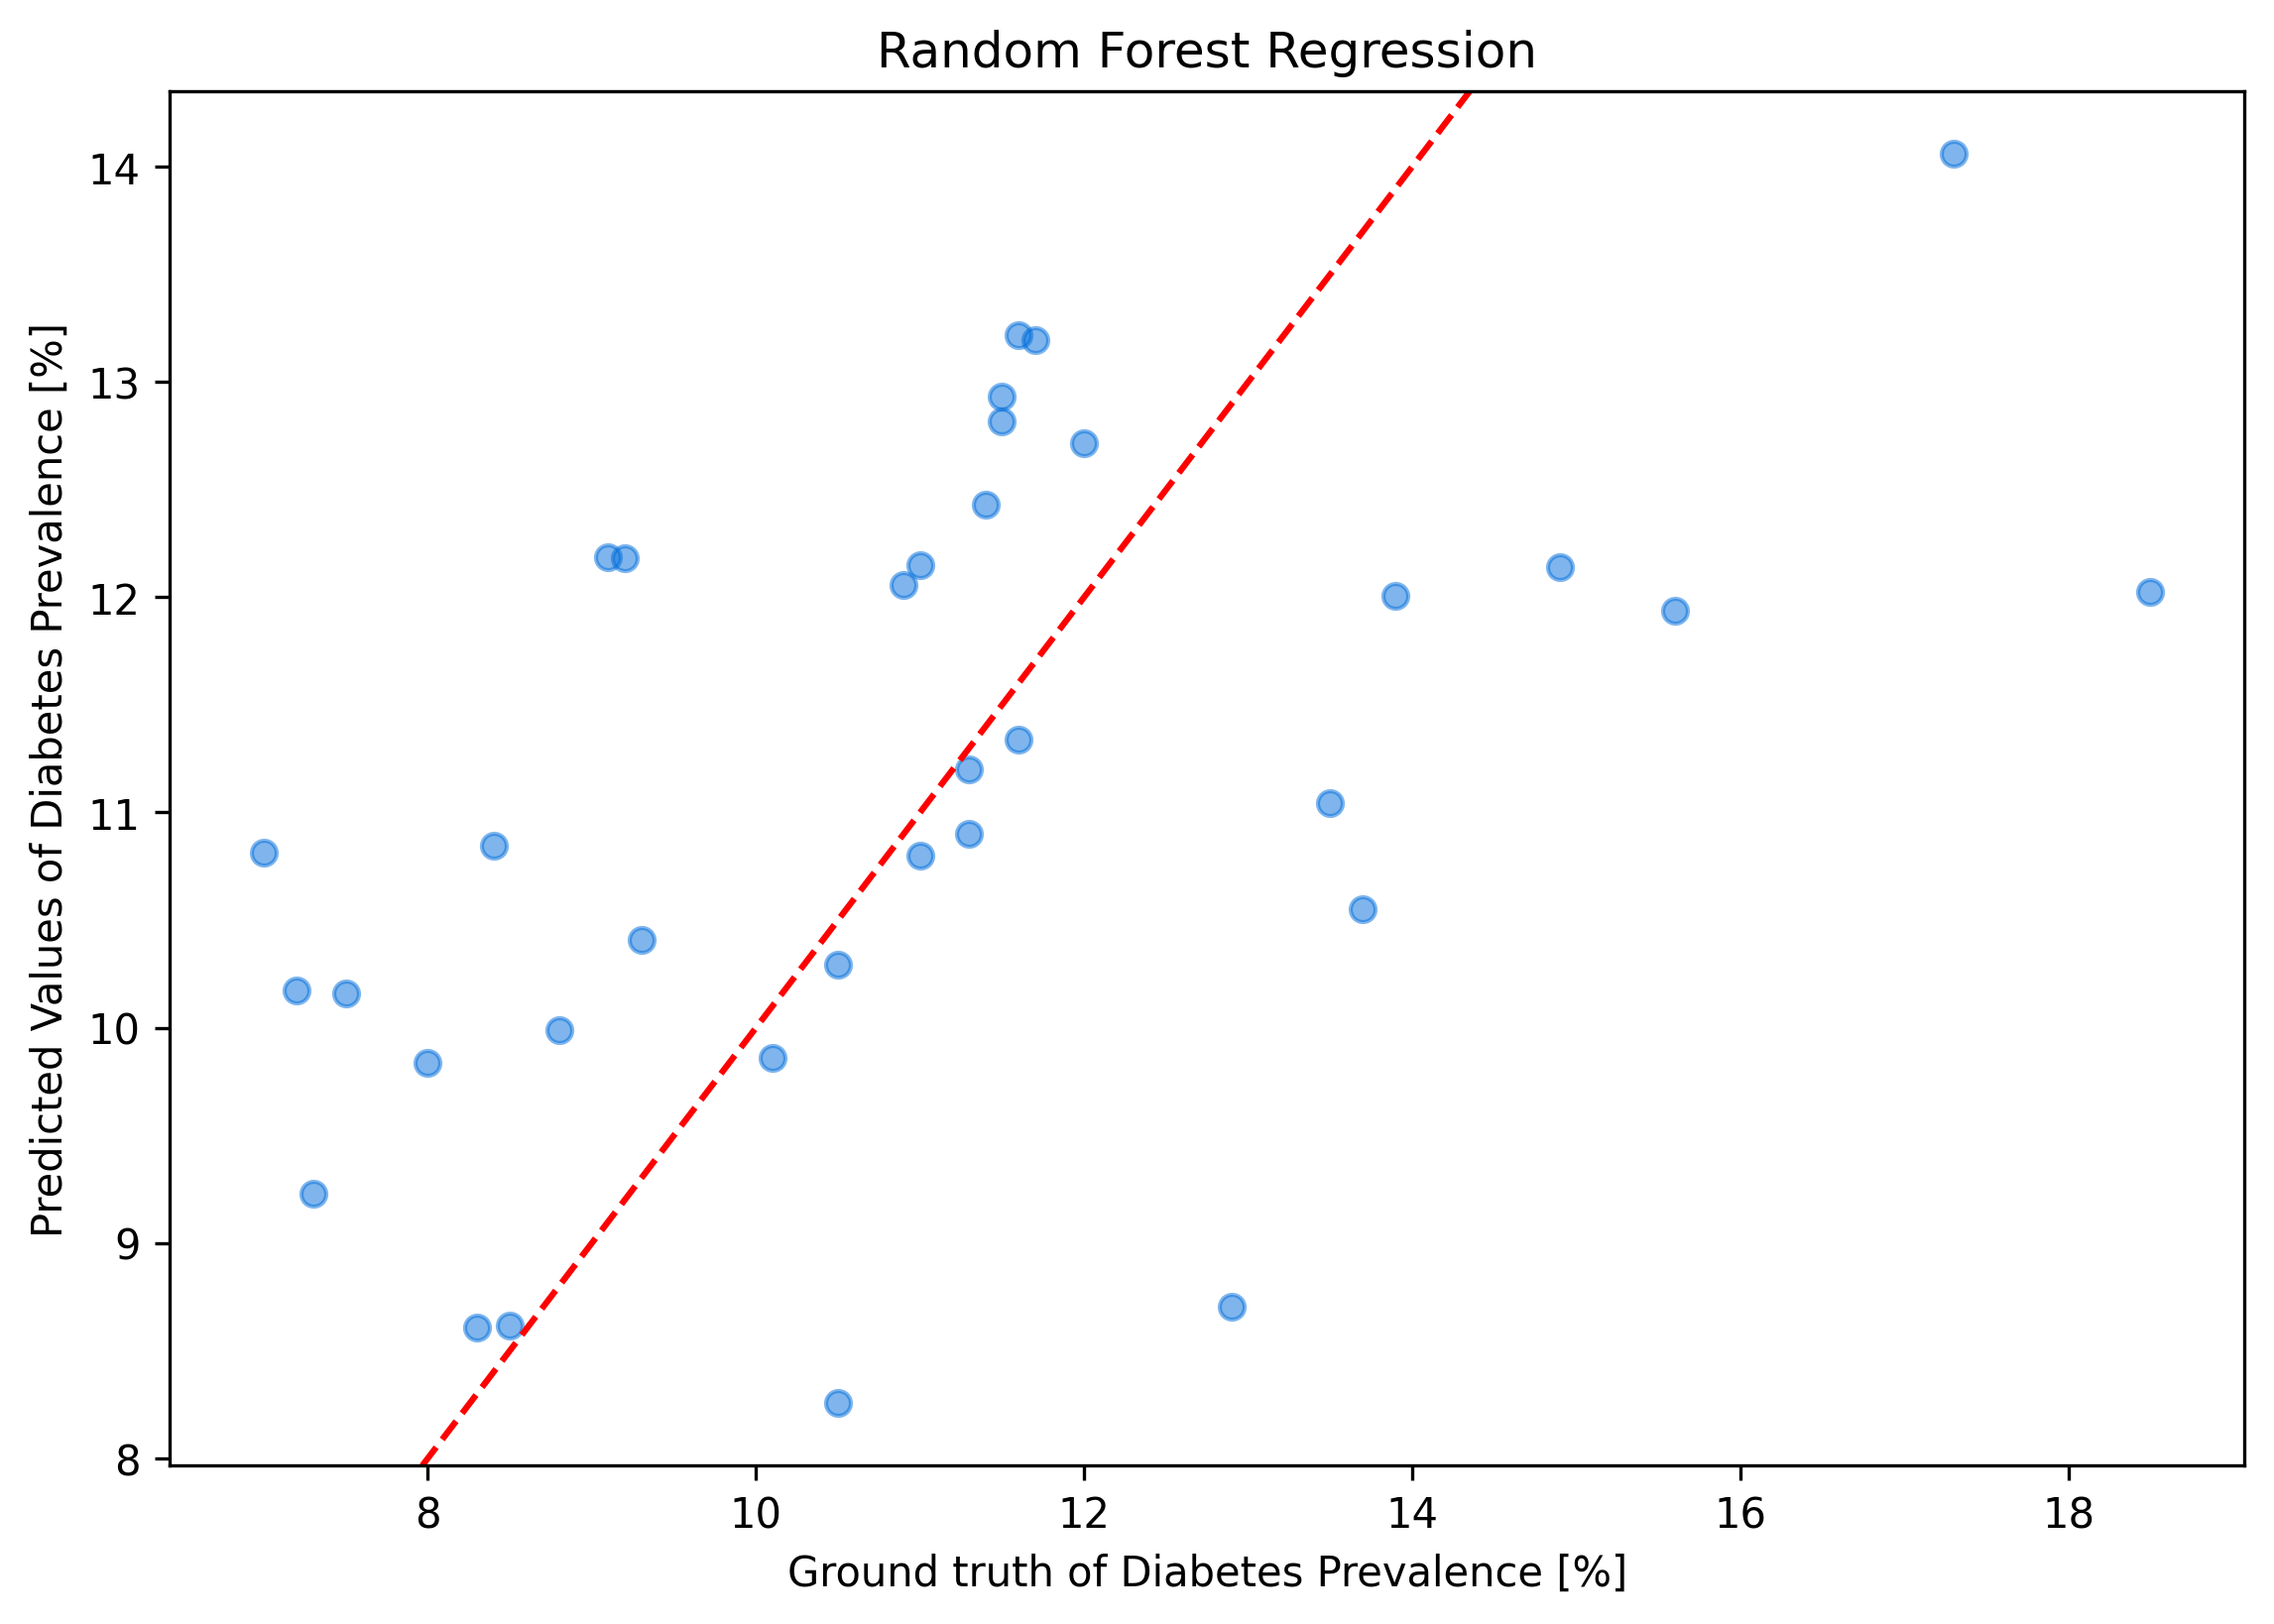 Random Forest Regression
Predicted Values of Diabetes Prevalence [%]
14
13
12
11
10
9
8
8 10 12 14 16 18
Ground truth of Diabetes Prevalence [%]